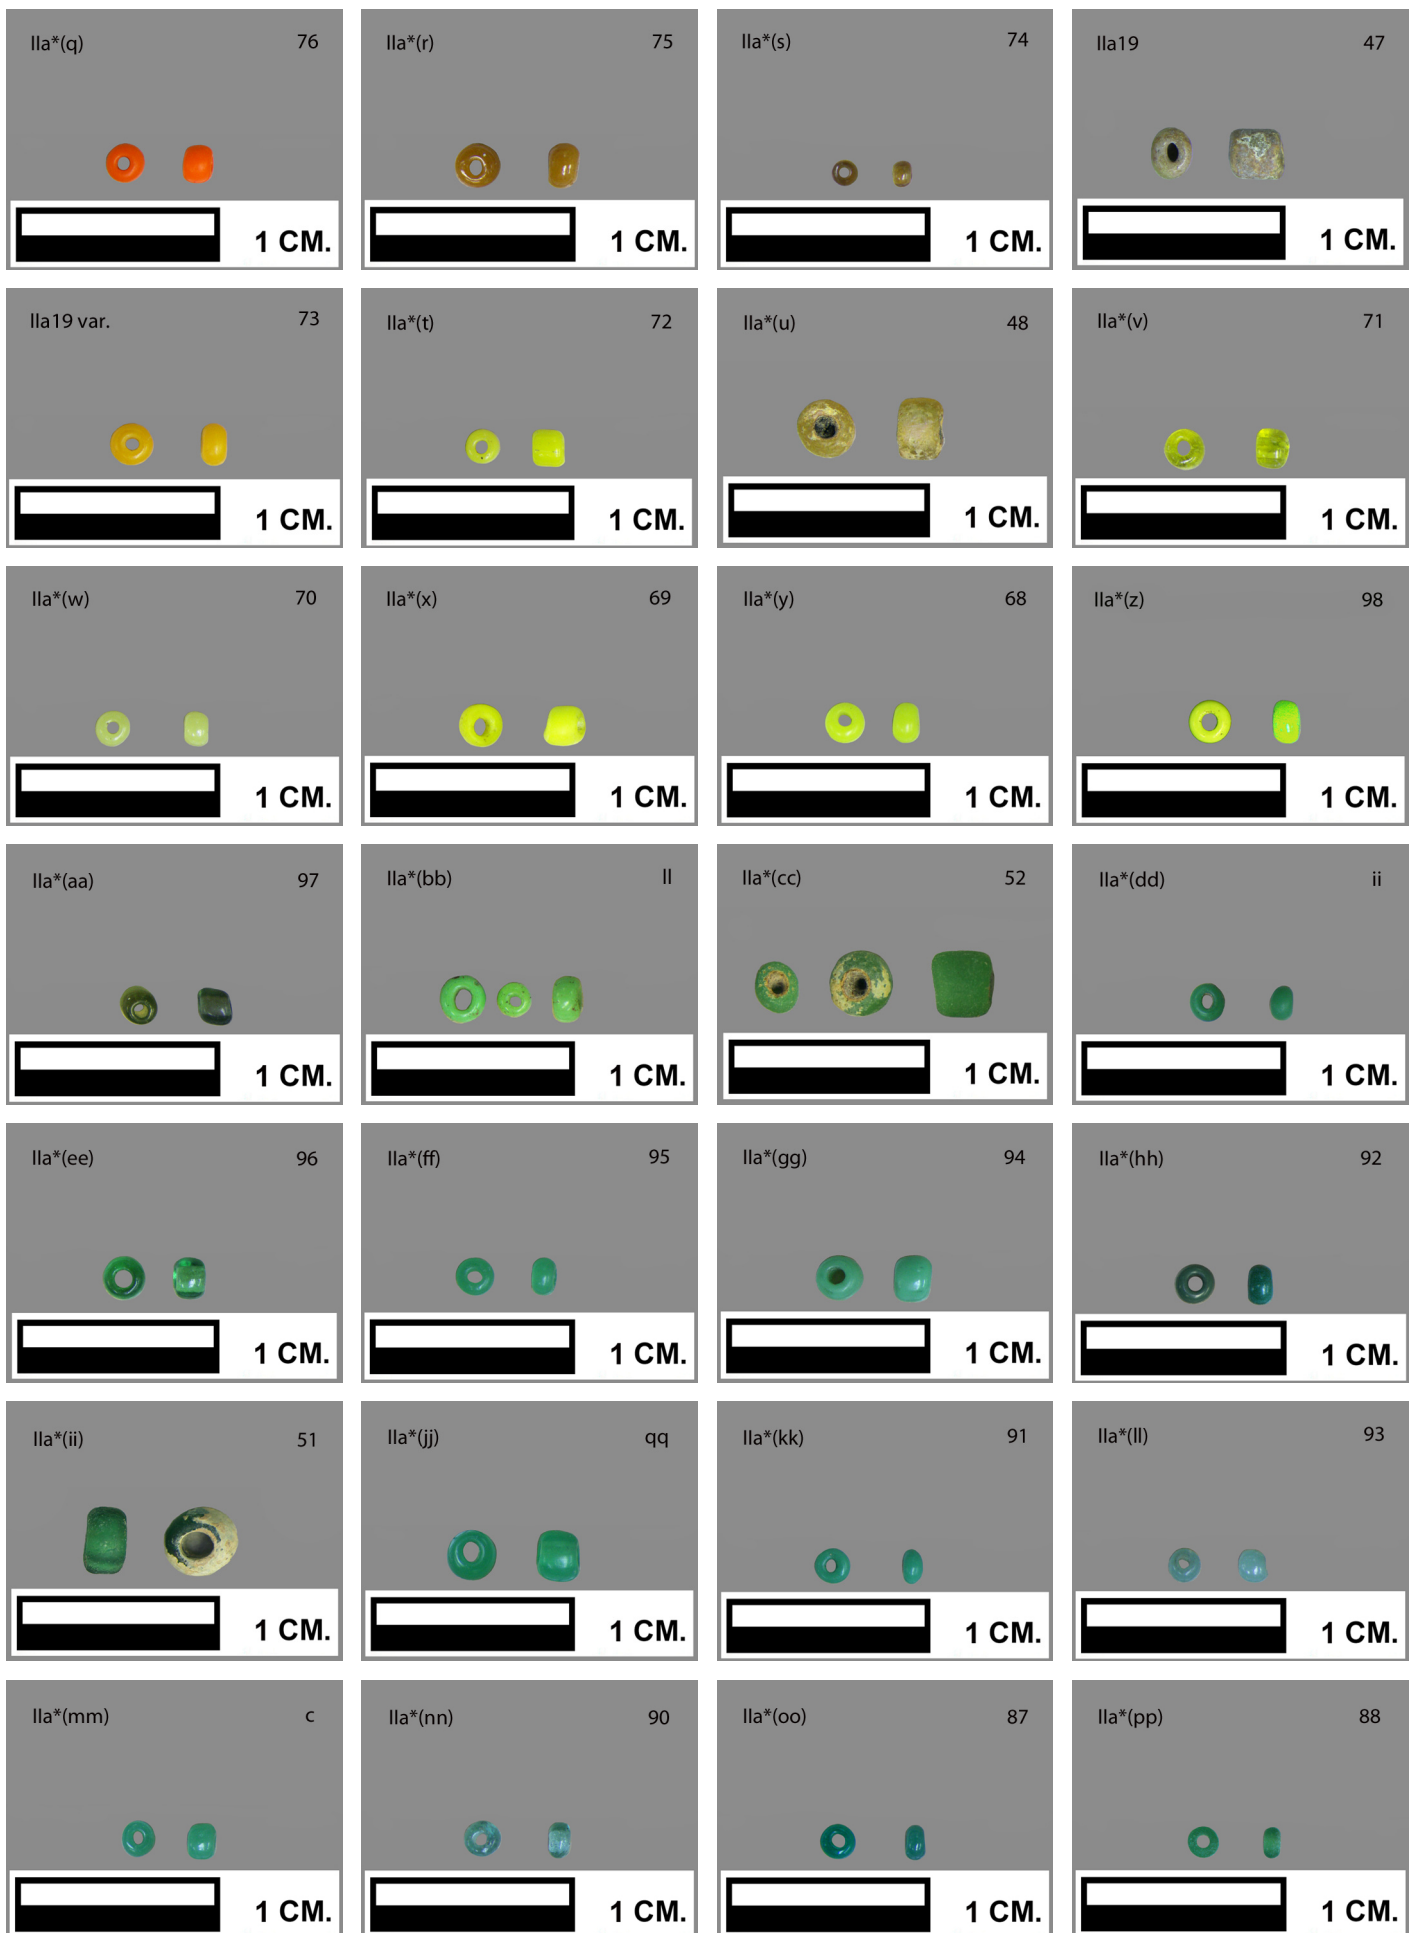 IIa*(q) 76
1 CM.
IIa*(r) 75
1 CM.
IIa*(s) 74
1 CM.
IIa19 47
1 CM.
IIa19 var. 73
1 CM.
IIa*(t) 72
1 CM.
IIa*(u) 48
1 CM.
IIa*(v) 71
1 CM.
IIa*(w) 70
1 CM.
IIa*(x) 69
1 CM.
IIa*(y) 68
1 CM.
IIa*(z) 98
1 CM.
IIa*(aa) 97
1 CM.
IIa*(bb) ll
1 CM.
IIa*(cc) 52
1 CM.
IIa*(dd) ii
1 CM.
IIa*(ee) 96
1 CM.
IIa*(ff) 95
1 CM.
IIa*(gg) 94
1 CM.
IIa*(hh) 92
1 CM.
IIa*(ii) 51
1 CM.
IIa*(jj) qq
1 CM.
IIa*(kk) 91
1 CM.
IIa*(ll) 93
1 CM.
IIa*(mm) c
1 CM.
IIa*(nn) 90
1 CM.
IIa*(oo) 87
1 CM.
IIa*(pp) 88
1 CM.